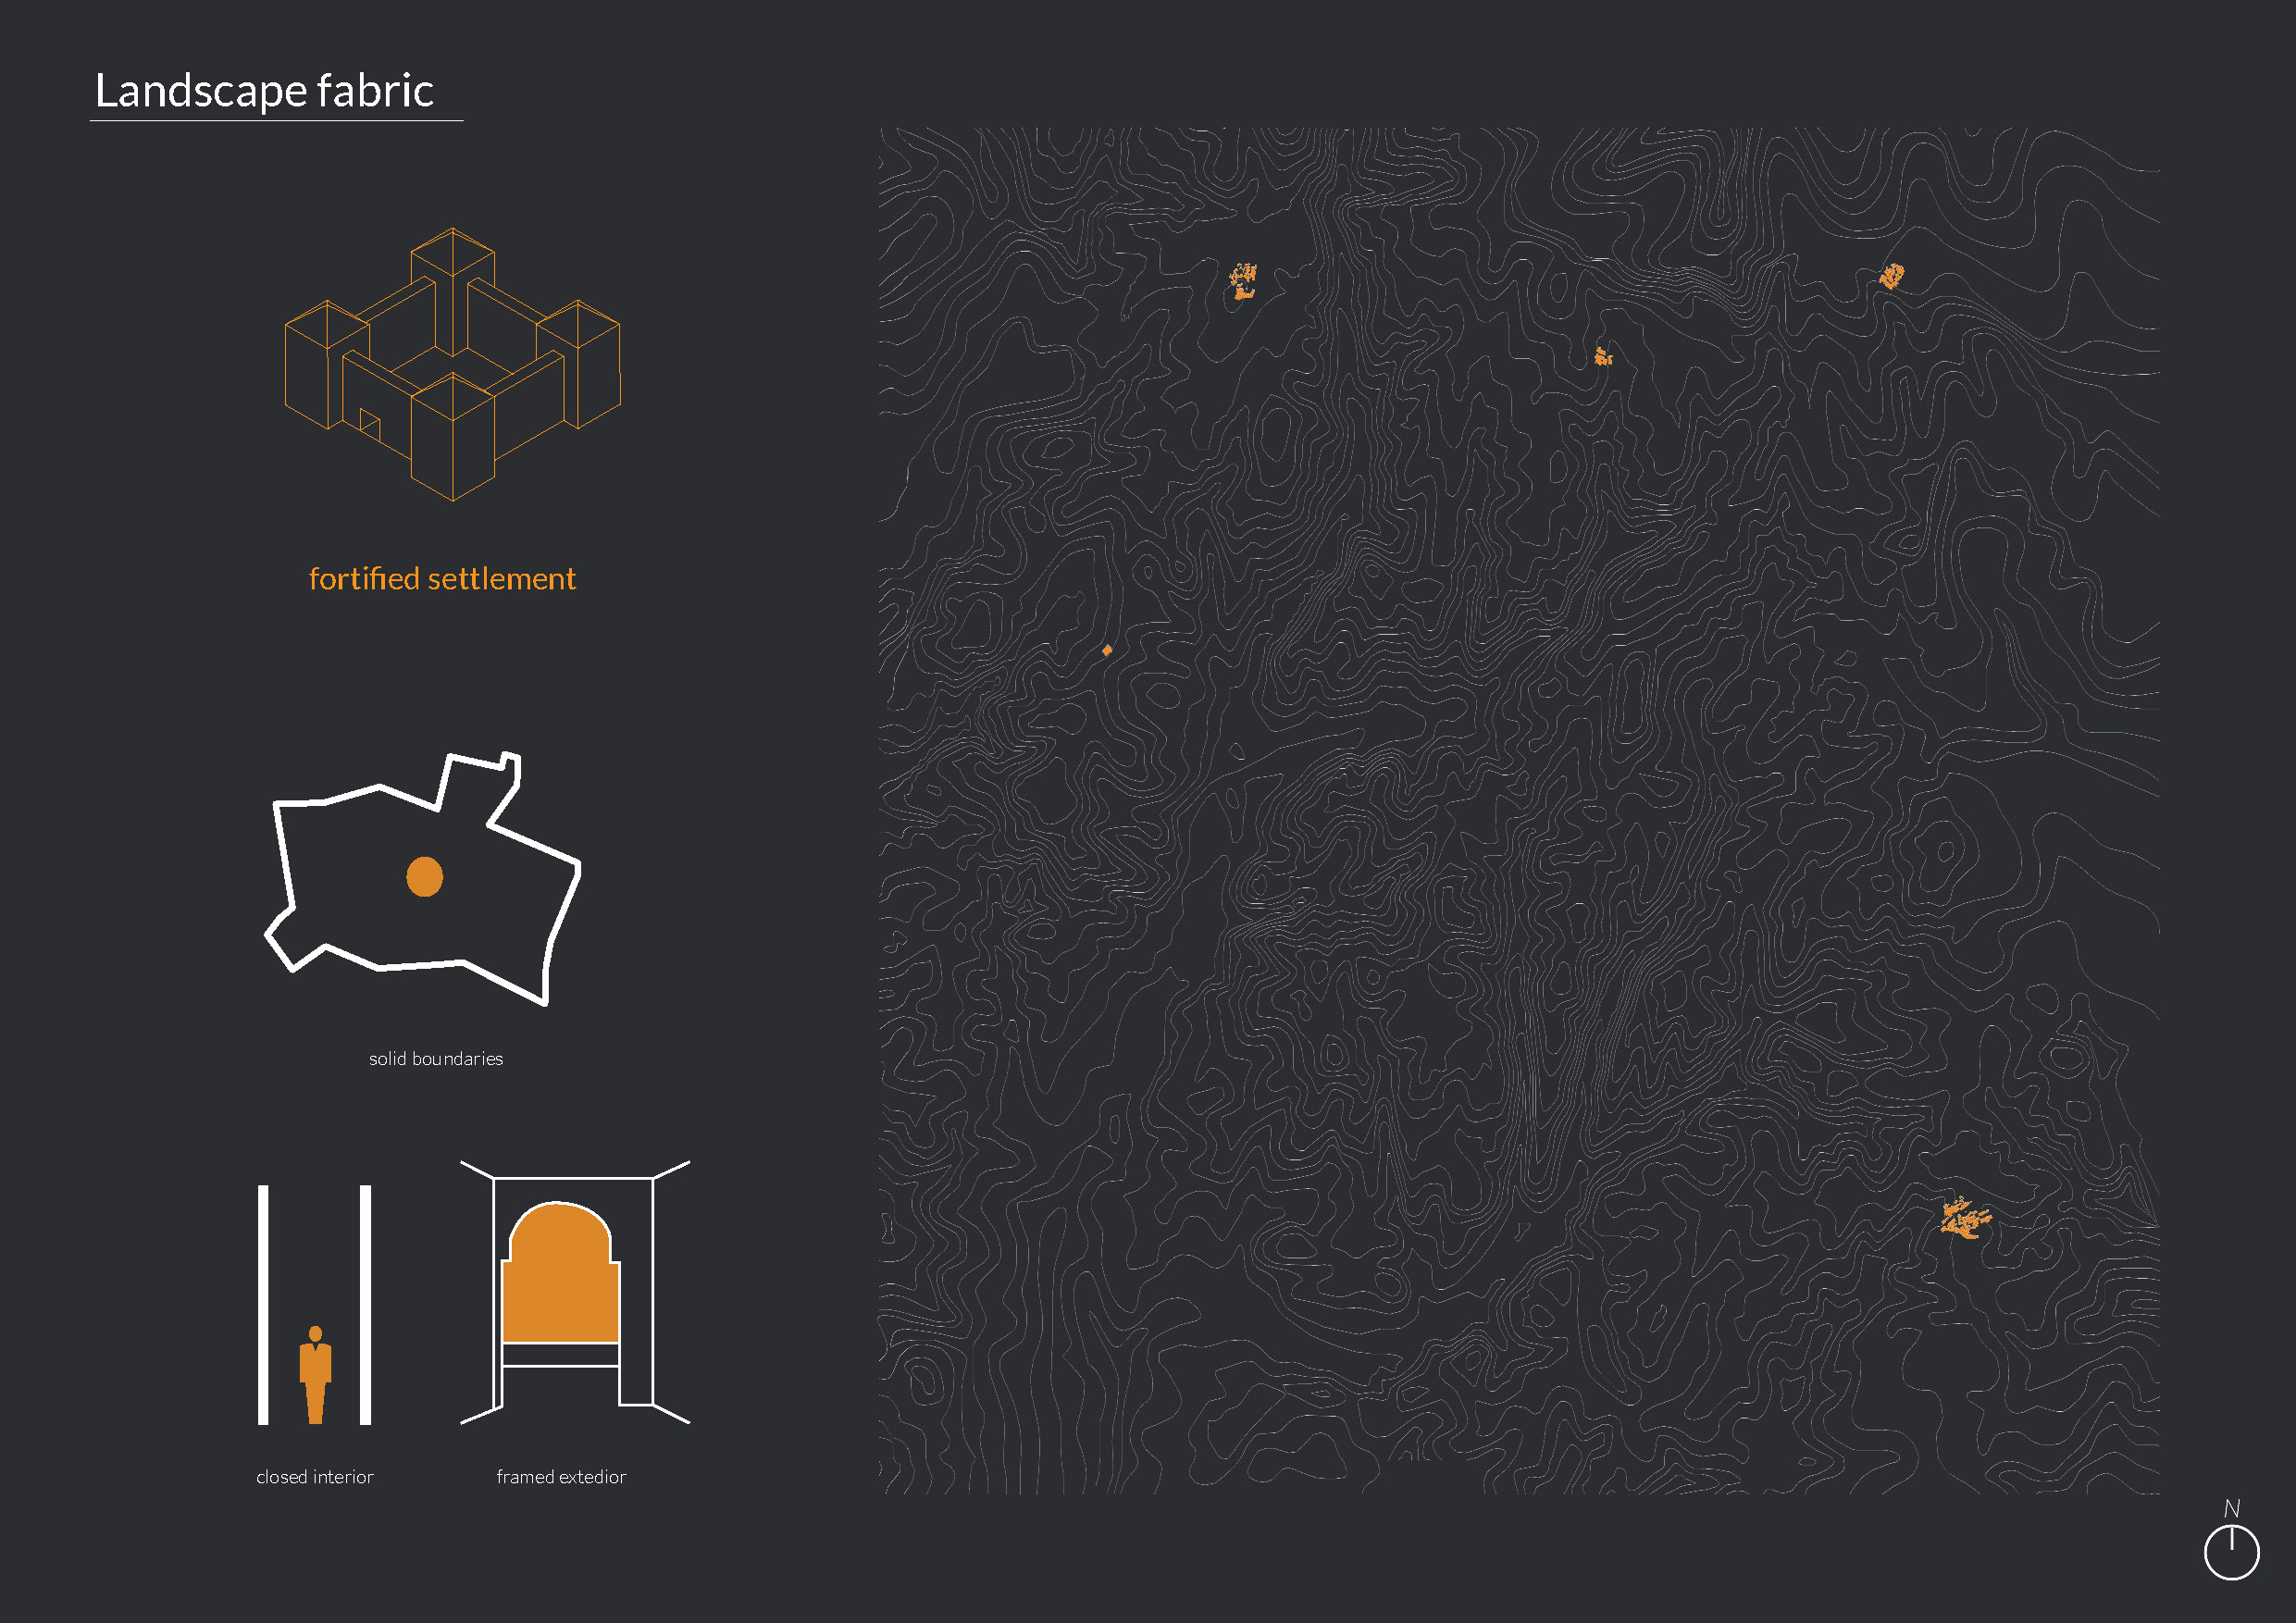 Landscape fabric
fortified settlement
solid boundaries
closed interior
framed extedior
N